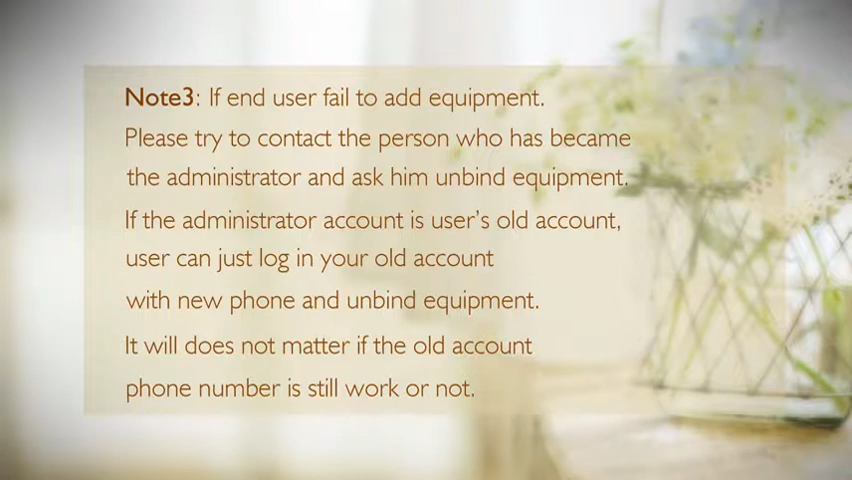 Note3: If end user fail to add equipment.
Please try to contact the person who has became
the administrator and ask him unbind equipment.
If the administrator account is user's old account,
user can just log in your old account
with new phone and unbind equipment.
It will does not matter if the old account
phone number is still work or not.